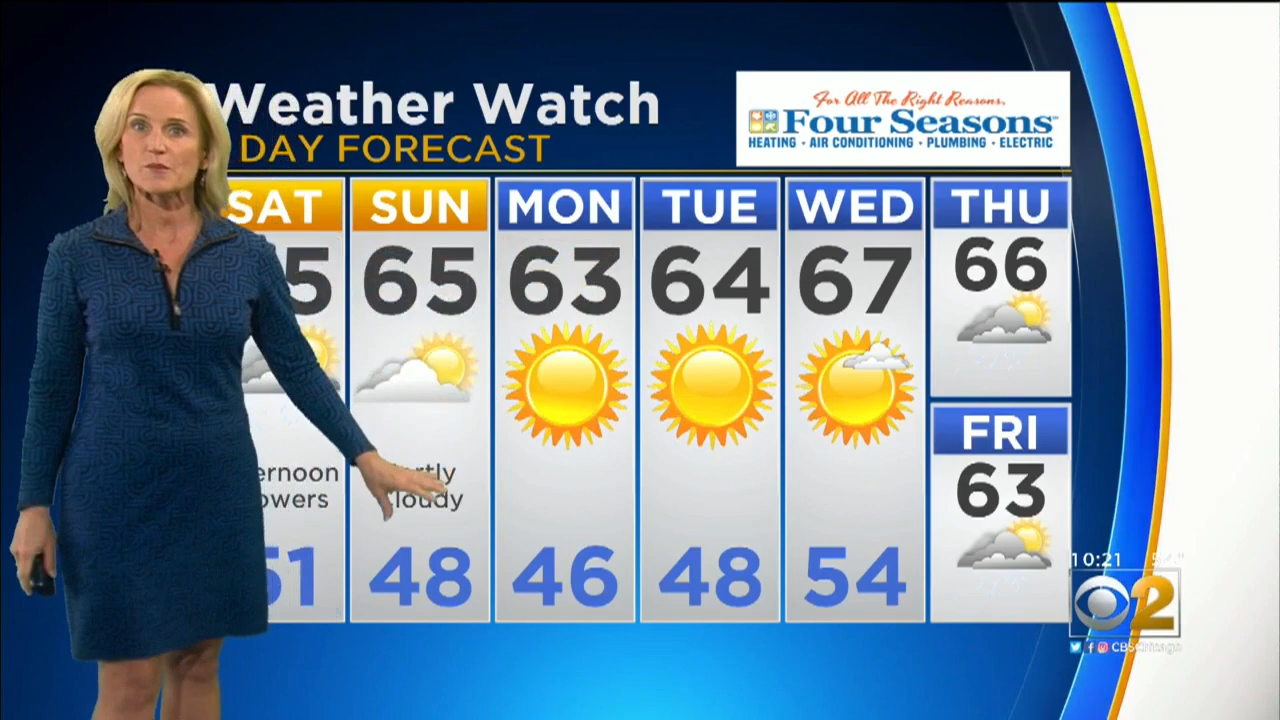 Weather Watch
DAY FORECAST
For All The Right Reasons.
Four Seasons
HEATING • AIR CONDITIONING • PLUMBING • ELECTRIC
SAT SUN MON TUE WED THU
5 65 63 64 67 66
FRI
63
ernoon
owers
rtly
loudy
51 48 46 48 54
10:21
2
CBSChicago